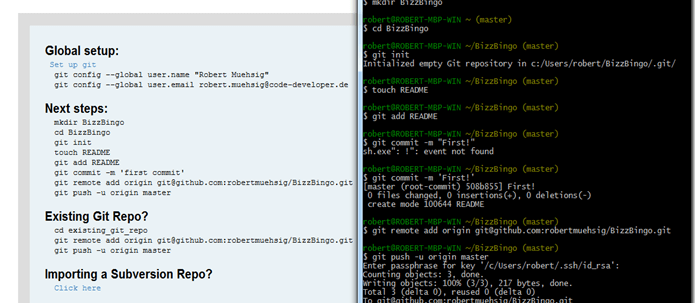 Global setup:
Set up git
git config --global user.name "Robert Muehsig"
git config --global user.email robert.muehsig@code-developer.de
Next steps:
mkdir BizzBingo
cd BizzBingo
git init
touch README
git add README
git commit -m 'first commit'
git remote add origin git@github.com:robertmuehsig/BizzBingo.git
git push -u origin master
Existing Git Repo?
cd existing_git_repo
git remote add origin git@github.com:robertmuehsig/BizzBingo.git
git push -u origin master
Importing a Subversion Repo?
Click here
$ mkdir BizzBingo
robert@ROBERT-MBP-WIN ~ (master)
$ cd BizzBingo
robert@ROBERT-MBP-WIN ~/BizzBingo (master)
$ git init
Initialized empty Git repository in c:/Users/robert/BizzBingo/.git/
robert@ROBERT-MBP-WIN ~/BizzBingo (master)
$ touch README
robert@ROBERT-MBP-WIN ~/BizzBingo (master)
$ git add README
robert@ROBERT-MBP-WIN ~/BizzBingo (master)
$ git commit -m "First!"
sh.exe": !": event not found
robert@ROBERT-MBP-WIN ~/BizzBingo (master)
$ git commit -m 'First!'
[master (root-commit) 508b855] First!
0 files changed, 0 insertions(+), 0 deletions(-)
create mode 100644 README
robert@ROBERT-MBP-WIN ~/BizzBingo (master)
$ git remote add origin git@github.com:robertmuehsig/BizzBingo.git
robert@ROBERT-MBP-WIN ~/BizzBingo (master)
$ git push -u origin master
Enter passphrase for key '/c/Users/robert/.ssh/id_rsa':
Counting objects: 3, done.
Writing objects: 100% (3/3), 217 bytes, done.
Total 3 (delta 0), reused 0 (delta 0)
To git@github.com:robertmuehsig/BizzBingo.git